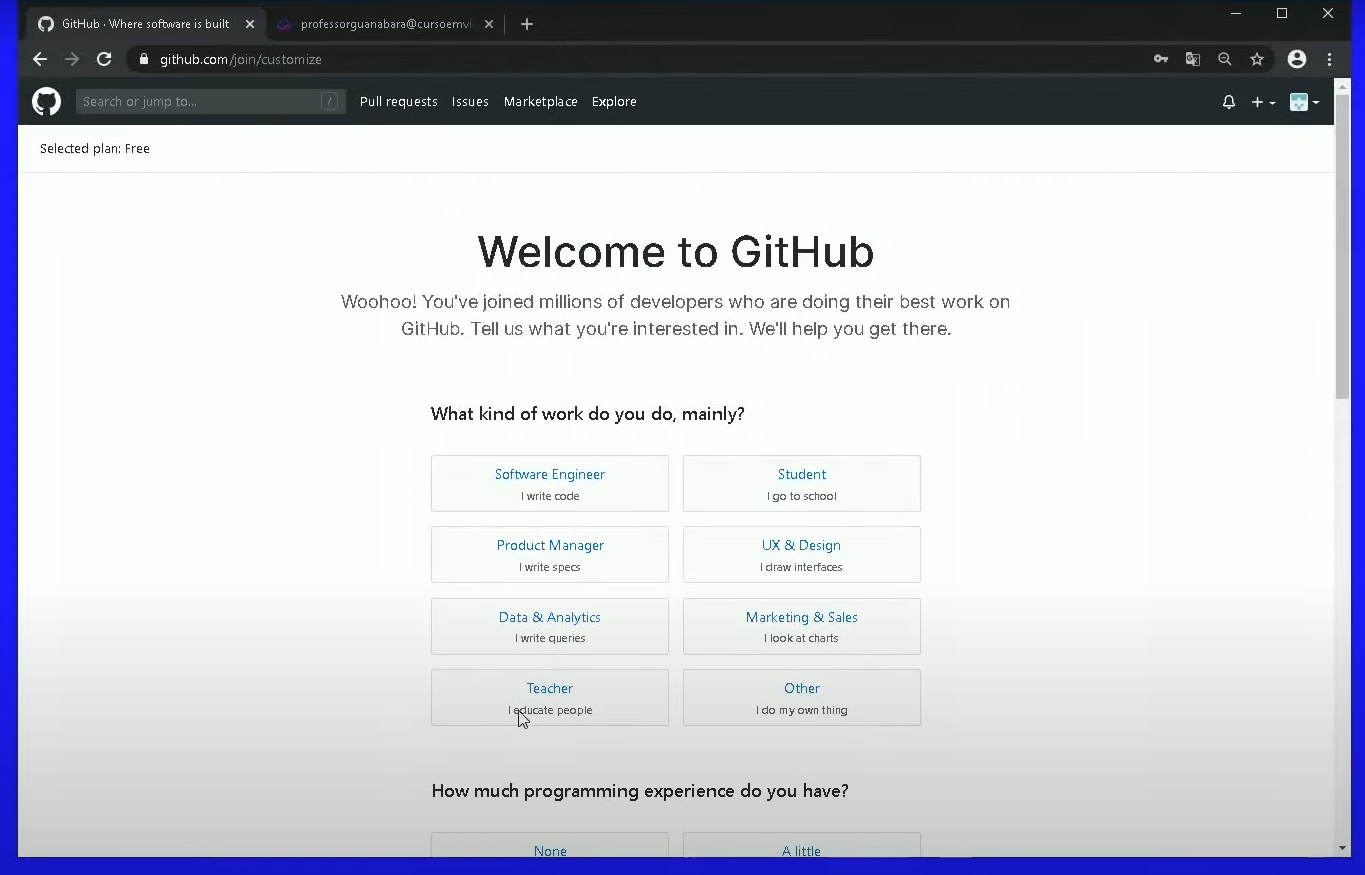 GitHub · Where software is built
professorguanabara@cursoemvi
github.com/join/customize
Search or jump to...
/
Pull requests
Issues
Marketplace
Explore
Selected plan: Free
Welcome to GitHub
Woohoo! You've joined millions of developers who are doing their best work on
GitHub. Tell us what you're interested in. We'll help you get there.
What kind of work do you do, mainly?
Software Engineer
I write code
Student
I go to school
Product Manager
I write specs
UX & Design
I draw interfaces
Data & Analytics
I write queries
Marketing & Sales
I look at charts
Teacher
I educate people
Other
I do my own thing
How much programming experience do you have?
None
A little